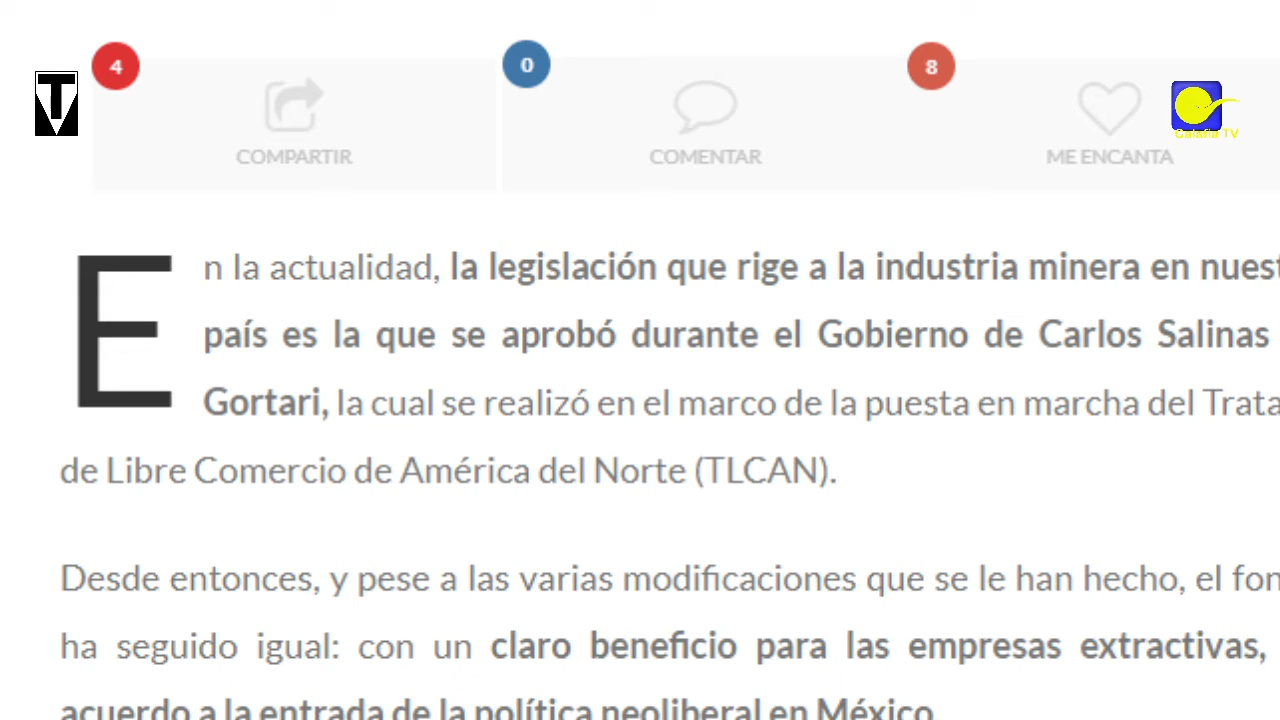 4
0
8
TV
Calafia TV
COMPARTIR
COMENTAR
ME ENCANTA
En la actualidad, la legislación que rige a la industria minera en nuest
país es la que se aprobó durante el Gobierno de Carlos Salinas
Gortari, la cual se realizó en el marco de la puesta en marcha del Trata
de Libre Comercio de América del Norte (TLCAN).
Desde entonces, y pese a las varias modificaciones que se le han hecho, el fon
ha seguido igual: con un claro beneficio para las empresas extractivas,
acuerdo a la entrada de la política neoliberal en México